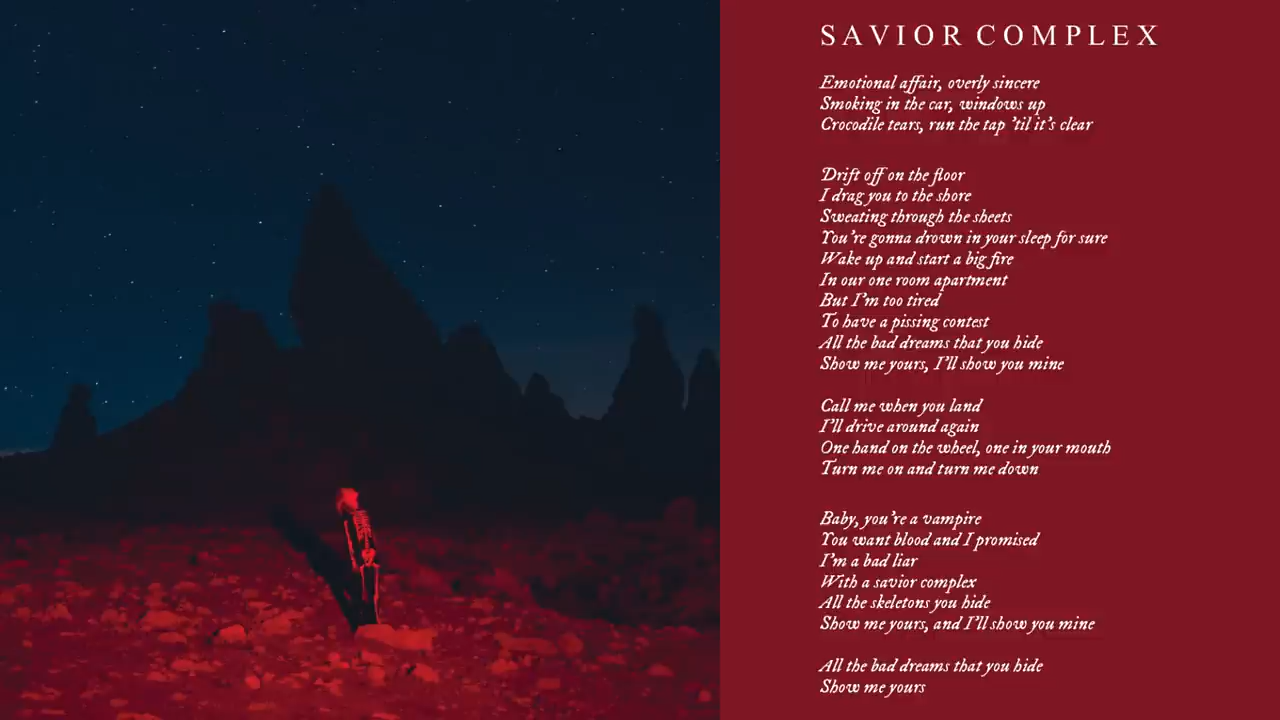 SAVIOR COMPLEX
Emotional affair, overly sincere
Smoking in the car, windows up
Crocodile tears, run the tap 'til it's clear
Drift off on the floor
I drag you to the shore
Sweating through the sheets
You're gonna drown in your sleep for sure
Wake up and start a big fire
In our one room apartment
But I'm too tired
To have a pissing contest
All the bad dreams that you hide
Show me yours, I'll show you mine
Call me when you land
I'll drive around again
One hand on the wheel, one in your mouth
Turn me on and turn me down
Baby, you're a vampire
You want blood and I promised
I'm a bad liar
With a savior complex
All the skeletons you hide
Show me yours, and I'll show you mine
All the bad dreams that you hide
Show me yours